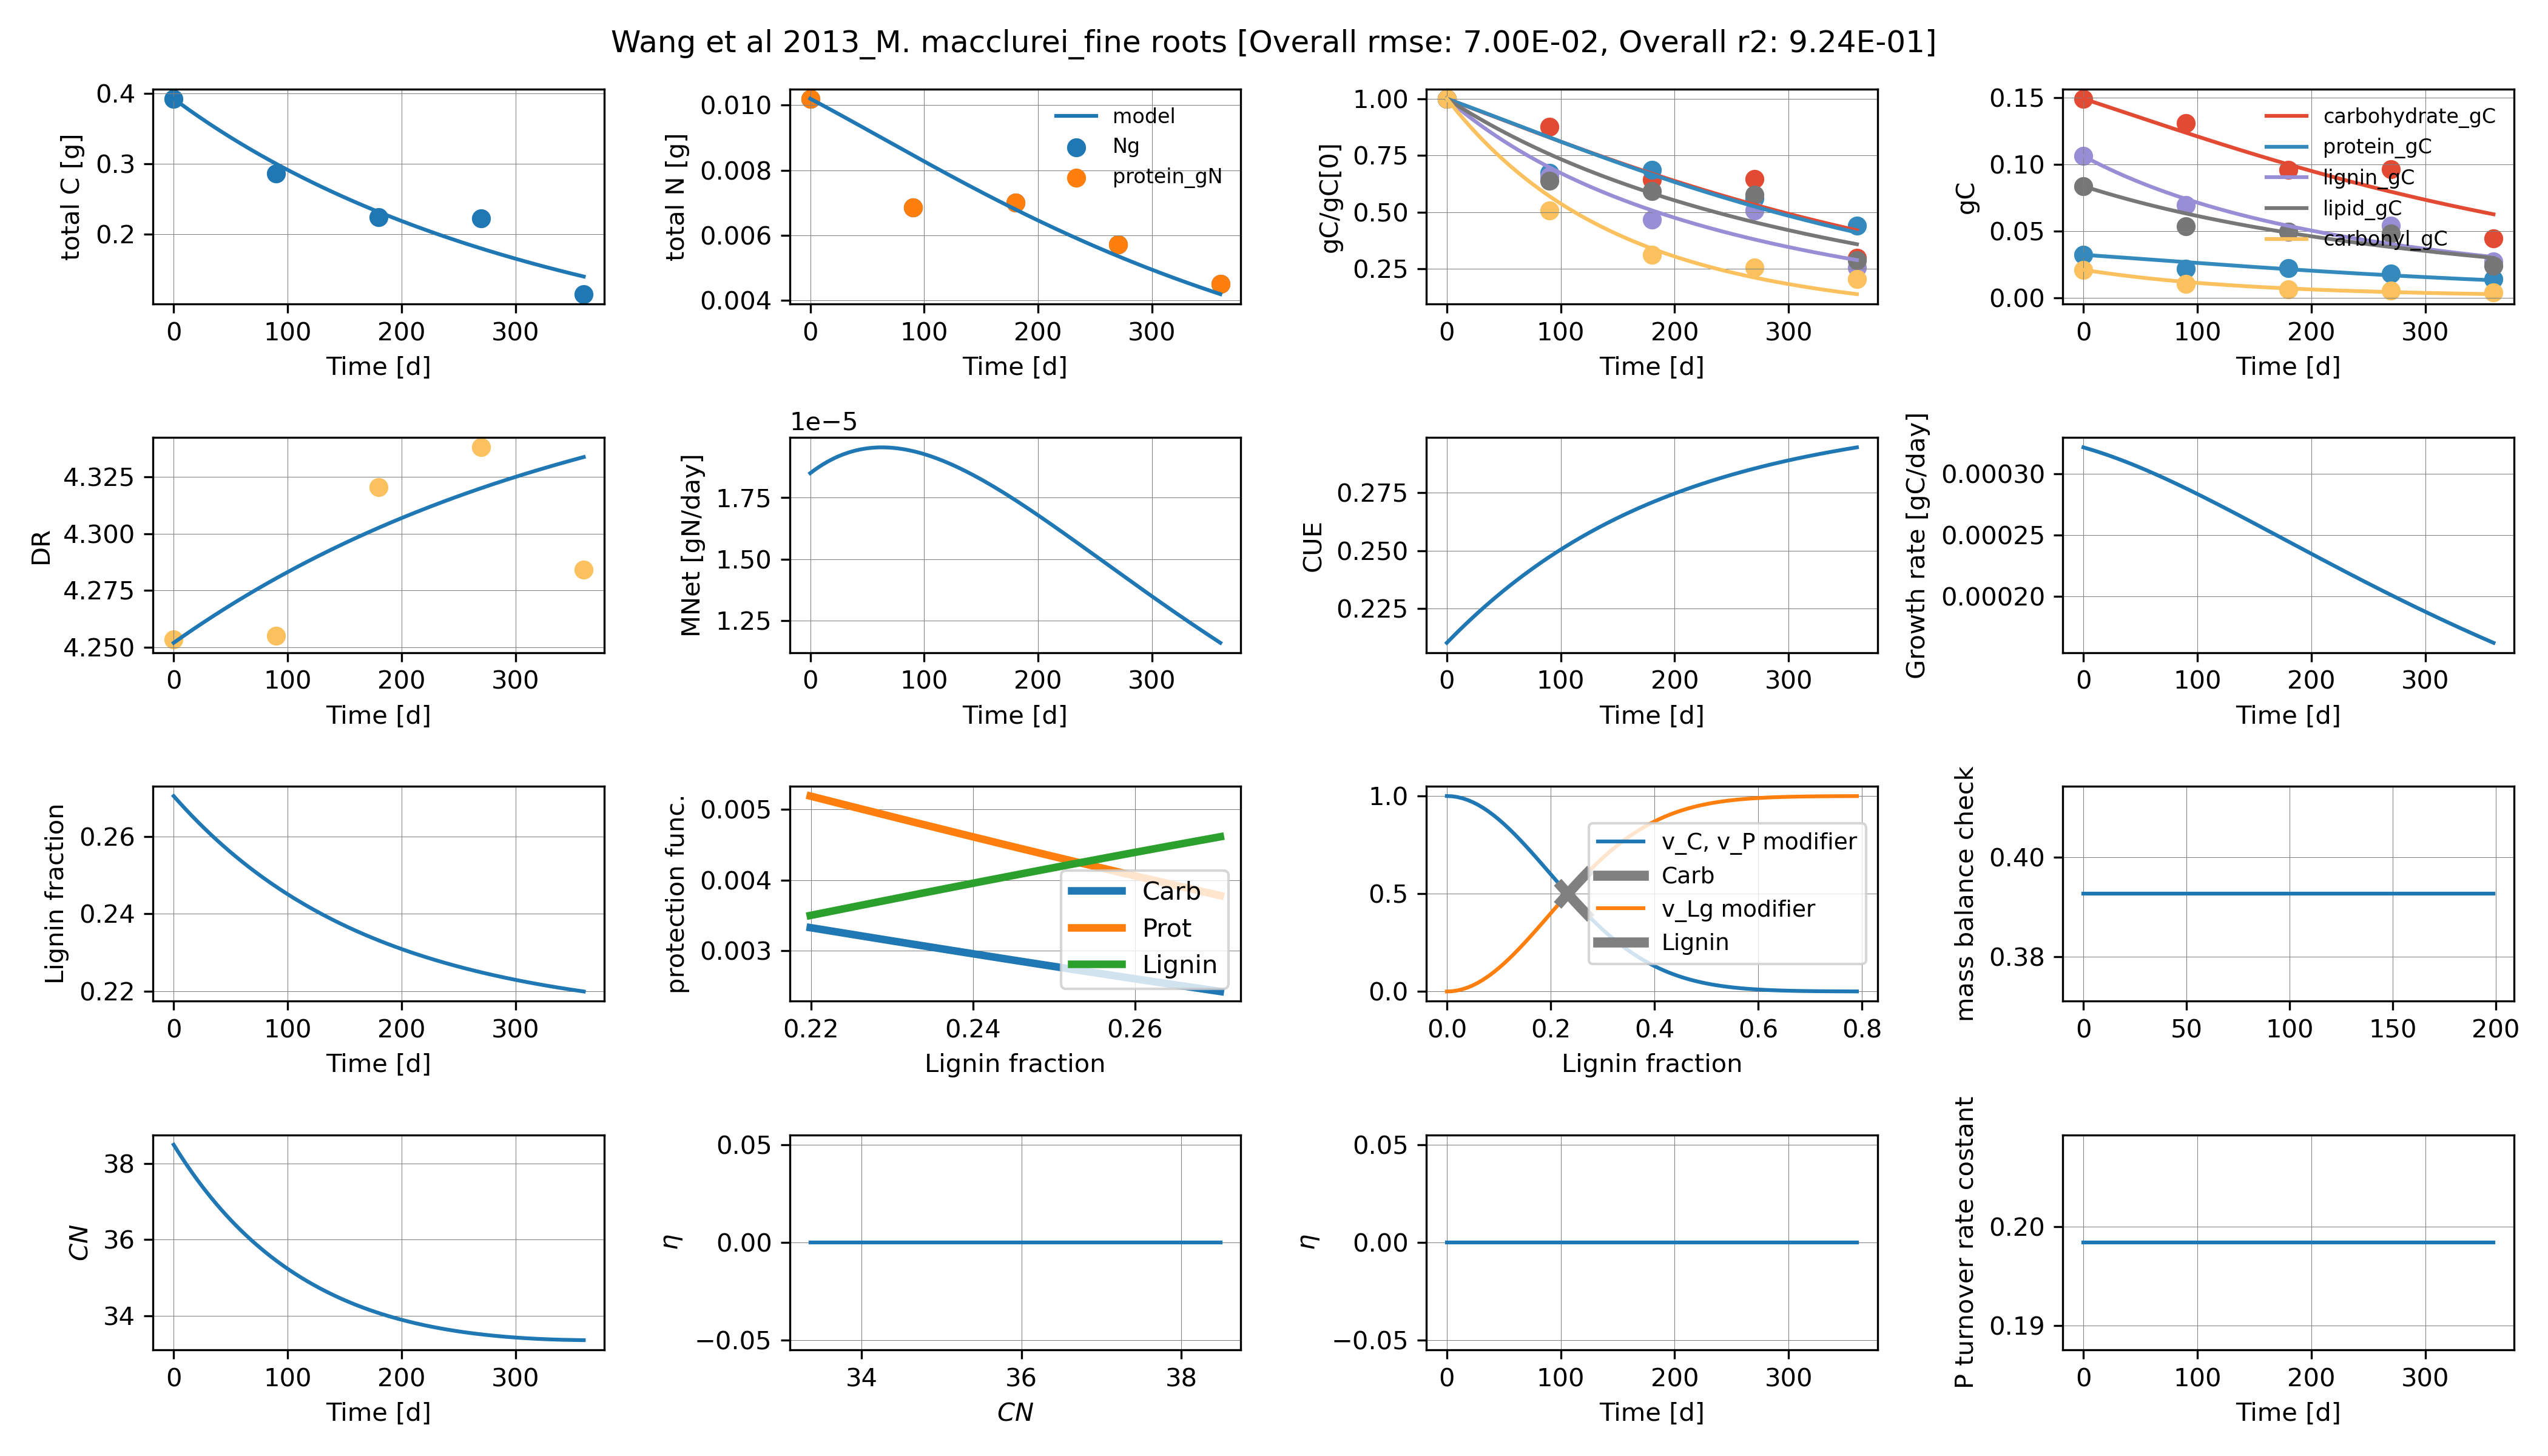 Wang et al 2013_M. macclurei_fine roots [Overall rmse: 7.00E-02, Overall r2: 9.24E-01]
total C [g]
0.4
0.3
0.2
0 100 200 300
Time [d]
total N [g]
0.010
0.008
0.006
0.004
model
Ng
protein_gN
0 100 200 300
Time [d]
gC/gC[0]
1.00
0.75
0.50
0.25
0 100 200 300
Time [d]
gC
0.15
0.10
0.05
0.00
carbohydrate_gC
protein_gC
lignin_gC
lipid_gC
carbonyl_gC
0 100 200 300
Time [d]
DR
4.325
4.300
4.275
4.250
0 100 200 300
Time [d]
1e−5
MNet [gN/day]
1.75
1.50
1.25
0 100 200 300
Time [d]
CUE
0.275
0.250
0.225
0 100 200 300
Time [d]
Growth rate [gC/day]
0.00030
0.00025
0.00020
0 100 200 300
Time [d]
Lignin fraction
0.26
0.24
0.22
0 100 200 300
Time [d]
protection func.
0.005
0.004
0.003
Carb
Prot
Lignin
0.22 0.24 0.26
Lignin fraction
1.0
0.5
0.0
v_C, v_P modifier
Carb
v_Lg modifier
Lignin
0.0 0.2 0.4 0.6 0.8
Lignin fraction
mass balance check
0.40
0.38
0 50 100 150 200
CN
38
36
34
0 100 200 300
Time [d]
η
0.05
0.00
−0.05
34 36 38
CN
η
0.05
0.00
−0.05
0 100 200 300
Time [d]
P turnover rate costant
0.20
0.19
0 100 200 300
Time [d]